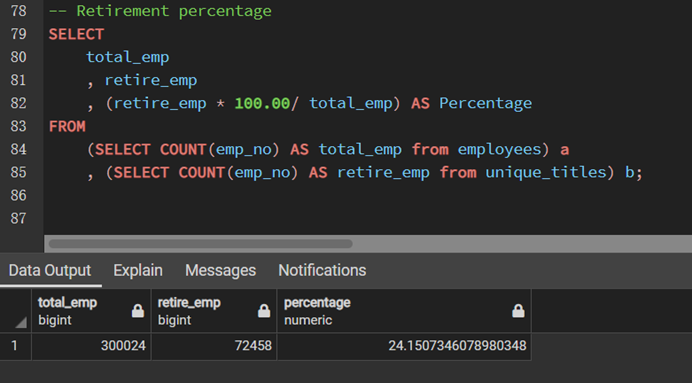 78 -- Retirement percentage
79 SELECT
80 total_emp
81 , retire_emp
82 , (retire_emp * 100.00/ total_emp) AS Percentage
83 FROM
84 (SELECT COUNT(emp_no) AS total_emp from employees) a
85 , (SELECT COUNT(emp_no) AS retire_emp from unique_titles) b;
86
87
Data Output Explain Messages Notifications
total_emp retire_emp percentage
bigint bigint numeric
1 300024 72458 24.1507346078980348